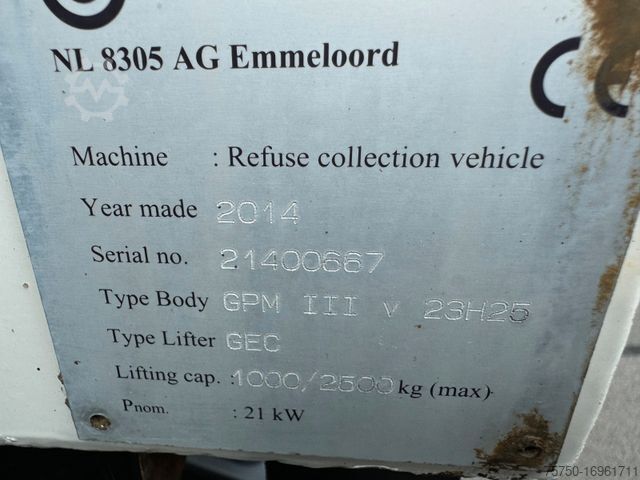 NL 8305 AG Emmeloord
CE
Machine : Refuse collection vehicle
Year made 2014
Serial no. 21400667
Type Body GPM III v 23H25
Type Lifter GEC
Lifting cap. :1000/2500 kg (max)
Pnom. : 21 kW
75750-16961711